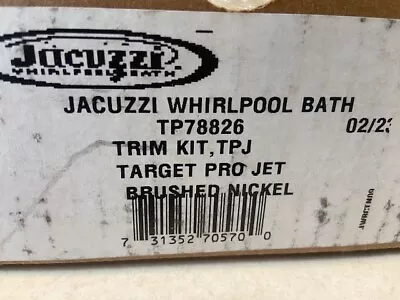 Jacuzzi
WHIRLPOOL BATH
JACUZZI WHIRLPOOL BATH
TP78826 02/23
TRIM KIT,TPJ
TARGET PRO JET
BRUSHED NICKEL
7 31352 70570 0